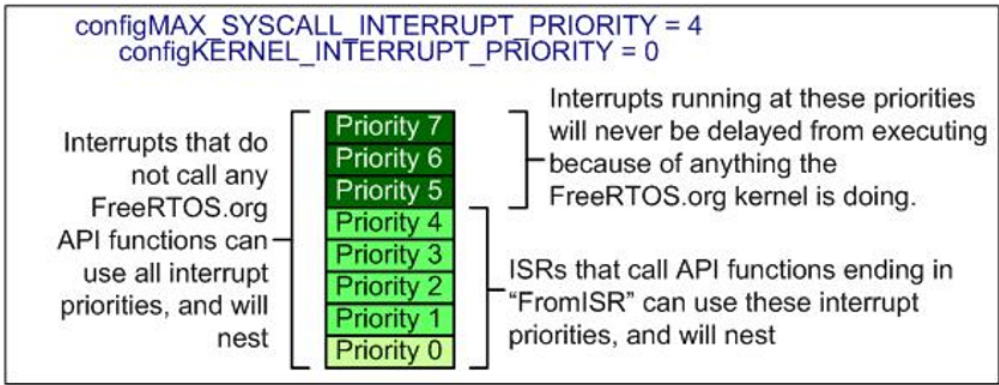 configMAX_SYSCALL_INTERRUPT_PRIORITY = 4
configKERNEL_INTERRUPT_PRIORITY = 0
Interrupts that do
not call any
FreeRTOS.org
API functions can
use all interrupt
priorities, and will
nest
Priority 7
Priority 6
Priority 5
Priority 4
Priority 3
Priority 2
Priority 1
Priority 0
Interrupts running at these priorities
will never be delayed from executing
because of anything the
FreeRTOS.org kernel is doing.
ISRs that call API functions ending in
“FromISR” can use these interrupt
priorities, and will nest